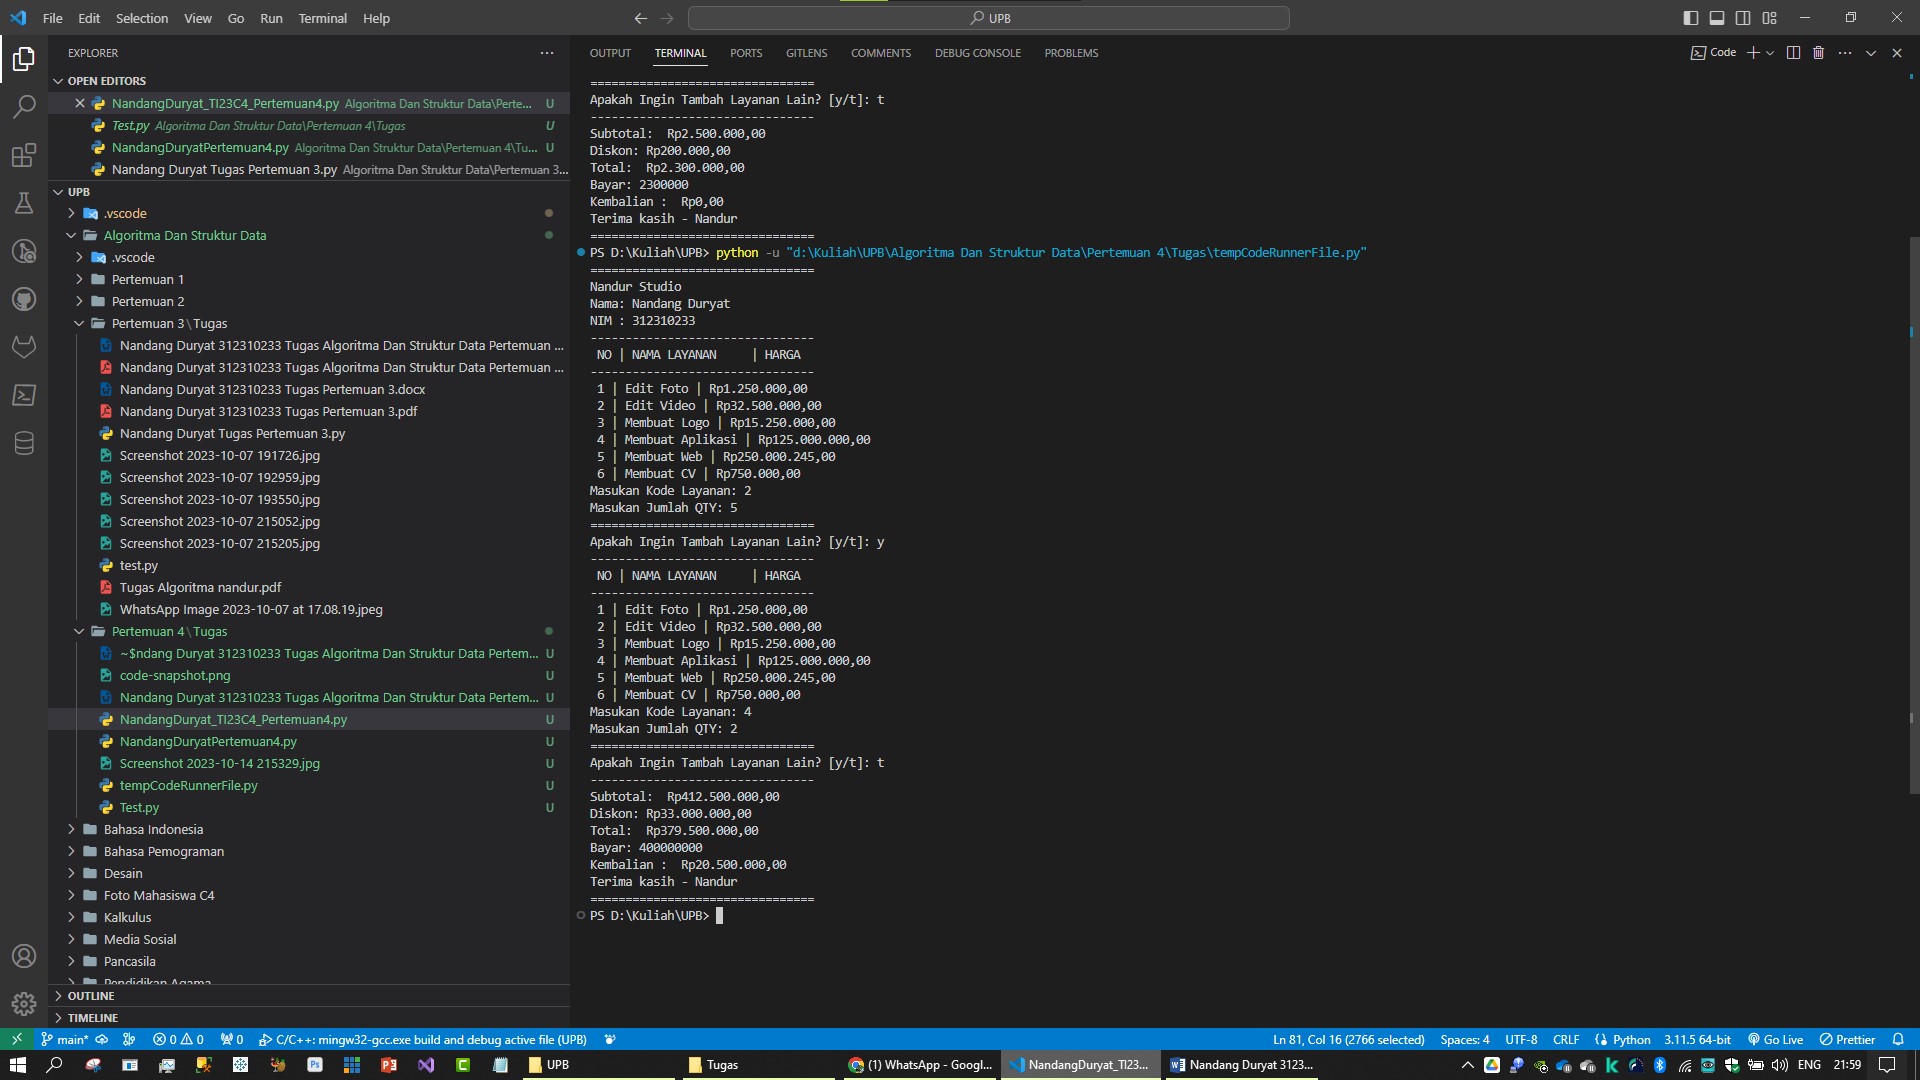 File Edit Selection View Go Run Terminal Help
UPB
EXPLORER
OPEN EDITORS
NandangDuryat_TI23C4_Pertemuan4.py Algoritma Dan Struktur Data\Perte... U
Test.py Algoritma Dan Struktur Data\Pertemuan 4\Tugas U
NandangDuryatPertemuan4.py Algoritma Dan Struktur Data\Pertemuan 4\Tu... U
Nandang Duryat Tugas Pertemuan 3.py Algoritma Dan Struktur Data\Pertemuan 3...
UPB
.vscode
Algoritma Dan Struktur Data
.vscode
Pertemuan 1
Pertemuan 2
Pertemuan 3\Tugas
Nandang Duryat 312310233 Tugas Algoritma Dan Struktur Data Pertemuan ...
Nandang Duryat 312310233 Tugas Algoritma Dan Struktur Data Pertemuan ...
Nandang Duryat 312310233 Tugas Pertemuan 3.docx
Nandang Duryat 312310233 Tugas Pertemuan 3.pdf
Nandang Duryat Tugas Pertemuan 3.py
Screenshot 2023-10-07 191726.jpg
Screenshot 2023-10-07 192959.jpg
Screenshot 2023-10-07 193550.jpg
Screenshot 2023-10-07 215052.jpg
Screenshot 2023-10-07 215205.jpg
test.py
Tugas Algoritma nandur.pdf
WhatsApp Image 2023-10-07 at 17.08.19.jpeg
Pertemuan 4\Tugas
~$ndang Duryat 312310233 Tugas Algoritma Dan Struktur Data Pertem... U
code-snapshot.png U
Nandang Duryat 312310233 Tugas Algoritma Dan Struktur Data Pertem... U
NandangDuryat_TI23C4_Pertemuan4.py U
NandangDuryatPertemuan4.py U
Screenshot 2023-10-14 215329.jpg U
tempCodeRunnerFile.py U
Test.py U
Bahasa Indonesia
Bahasa Pemograman
Desain
Foto Mahasiswa C4
Kalkulus
Media Sosial
Pancasila
Pendidikan Agama
OUTLINE
TIMELINE
OUTPUT TERMINAL PORTS GITLENS COMMENTS DEBUG CONSOLE PROBLEMS
Code
================================
Apakah Ingin Tambah Layanan Lain? [y/t]: t
--------------------------------
Subtotal:  Rp2.500.000,00
Diskon: Rp200.000,00
Total:  Rp2.300.000,00
Bayar: 2300000
Kembalian :  Rp0,00
Terima kasih - Nandur
================================
PS D:\Kuliah\UPB> python -u "d:\Kuliah\UPB\Algoritma Dan Struktur Data\Pertemuan 4\Tugas\tempCodeRunnerFile.py"
================================
Nandur Studio
Nama: Nandang Duryat
NIM : 312310233
--------------------------------
NO | NAMA LAYANAN     | HARGA
--------------------------------
1 | Edit Foto | Rp1.250.000,00
2 | Edit Video | Rp32.500.000,00
3 | Membuat Logo | Rp15.250.000,00
4 | Membuat Aplikasi | Rp125.000.000,00
5 | Membuat Web | Rp250.000.245,00
6 | Membuat CV | Rp750.000,00
Masukan Kode Layanan: 2
Masukan Jumlah QTY: 5
================================
Apakah Ingin Tambah Layanan Lain? [y/t]: y
--------------------------------
NO | NAMA LAYANAN     | HARGA
--------------------------------
1 | Edit Foto | Rp1.250.000,00
2 | Edit Video | Rp32.500.000,00
3 | Membuat Logo | Rp15.250.000,00
4 | Membuat Aplikasi | Rp125.000.000,00
5 | Membuat Web | Rp250.000.245,00
6 | Membuat CV | Rp750.000,00
Masukan Kode Layanan: 4
Masukan Jumlah QTY: 2
================================
Apakah Ingin Tambah Layanan Lain? [y/t]: t
--------------------------------
Subtotal:  Rp412.500.000,00
Diskon: Rp33.000.000,00
Total:  Rp379.500.000,00
Bayar: 400000000
Kembalian :  Rp20.500.000,00
Terima kasih - Nandur
================================
PS D:\Kuliah\UPB>
main* 0 0 0 C/C++: mingw32-gcc.exe build and debug active file (UPB) Ln 81, Col 16 (2766 selected) Spaces: 4 UTF-8 CRLF Python 3.11.5 64-bit Go Live Prettier
UPB Tugas (1) WhatsApp - Googl... NandangDuryat_TI23... Nandang Duryat 3123... ENG 21:59